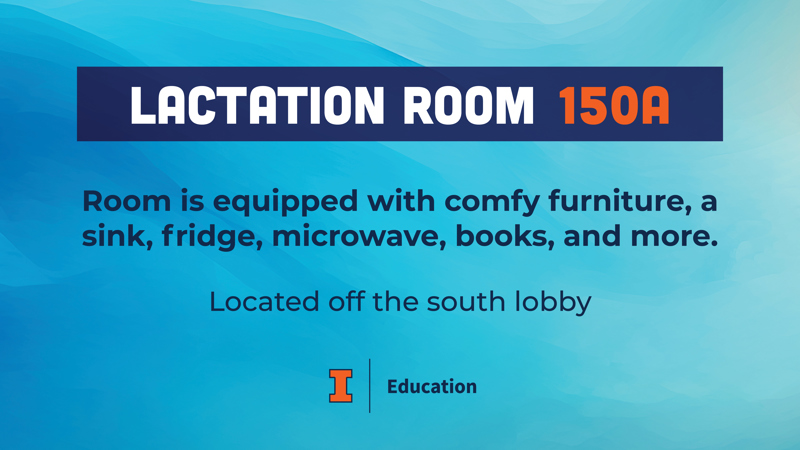 LACTATION ROOM 150A
Room is equipped with comfy furniture, a
sink, fridge, microwave, books, and more.
Located off the south lobby
I Education